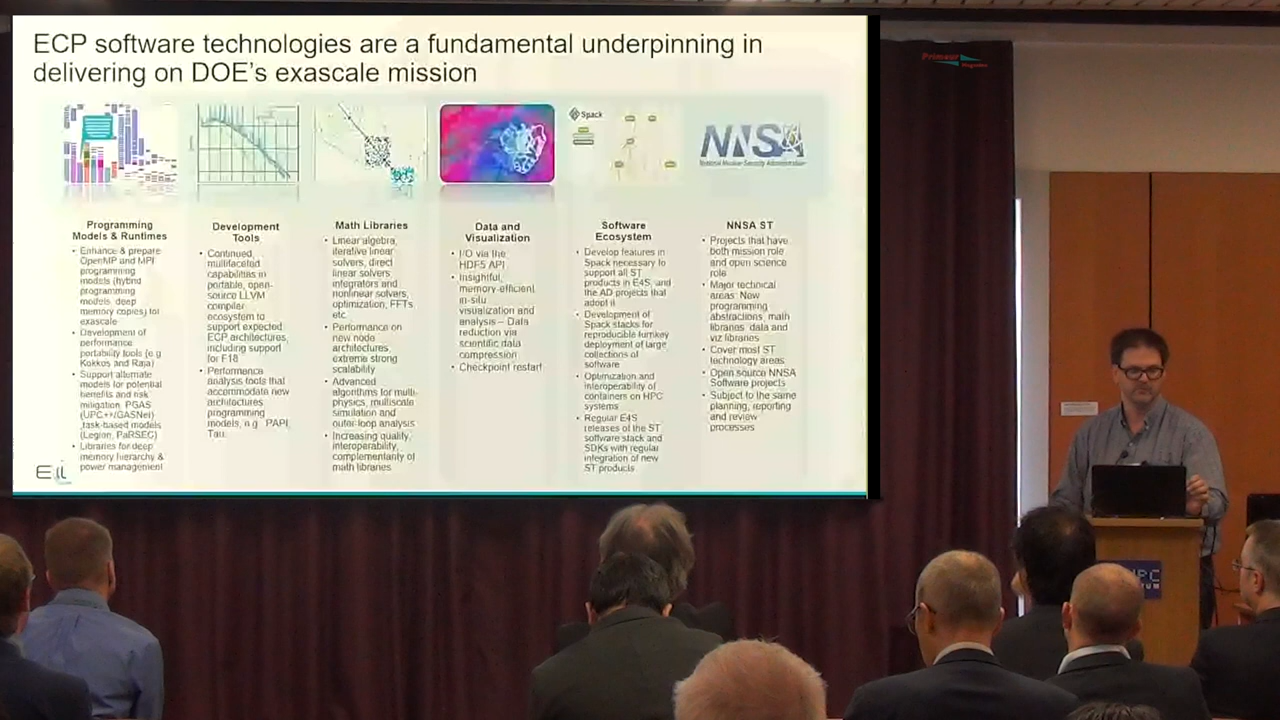 ECP software technologies are a fundamental underpinning in
delivering on DOE's exascale mission
Spack
NNSA
National Nuclear Security Administration
Programming
Models & Runtimes
• Enhance & prepare
OpenMP and MPI
programming
models (hybrid
programming
models, deep
memory copies) for
exascale
• Development of
performance
portability tools (e.g.
Kokkos and Raja)
• Support alternate
models for potential
benefits and risk
mitigation: PGAS
(UPC++/GASNet)
,task-based models
(Legion, PaRSEC)
• Libraries for deep
memory hierarchy &
power management
Development
Tools
• Continued,
multifaceted
capabilities in
portable, open-
source LLVM
compiler
ecosystem to
support expected
ECP architectures,
including support
for F18
• Performance
analysis tools that
accommodate new
architectures,
programming
models, e.g., PAPI,
Tau
Math Libraries
• Linear algebra,
iterative linear
solvers, direct
linear solvers,
integrators and
nonlinear solvers,
optimization, FFTs,
etc
• Performance on
new node
architectures;
extreme strong
scalability
• Advanced
algorithms for multi-
physics, multiscale
simulation and
outer-loop analysis
• Increasing quality,
interoperability,
complementarity of
math libraries
Data and
Visualization
• I/O via the
HDF5 API
• Insightful,
memory-efficient
in-situ
visualization and
analysis – Data
reduction via
scientific data
compression
• Checkpoint restart
Software
Ecosystem
• Develop features in
Spack necessary to
support all ST
products in E4S, and
the AD projects that
adopt it
• Development of
Spack stacks for
reproducible turnkey
deployment of large
collections of
software
• Optimization and
interoperability of
containers on HPC
systems
• Regular E4S
releases of the ST
software stack and
SDKs with regular
integration of new
ST products
NNSA ST
• Projects that have
both mission role
and open science
role
• Major technical
areas: New
programming
abstractions, math
libraries, data and
viz libraries
• Cover most ST
technology areas
• Open source NNSA
Software projects
• Subject to the same
planning, reporting
and review
processes
Primeur
Magazine